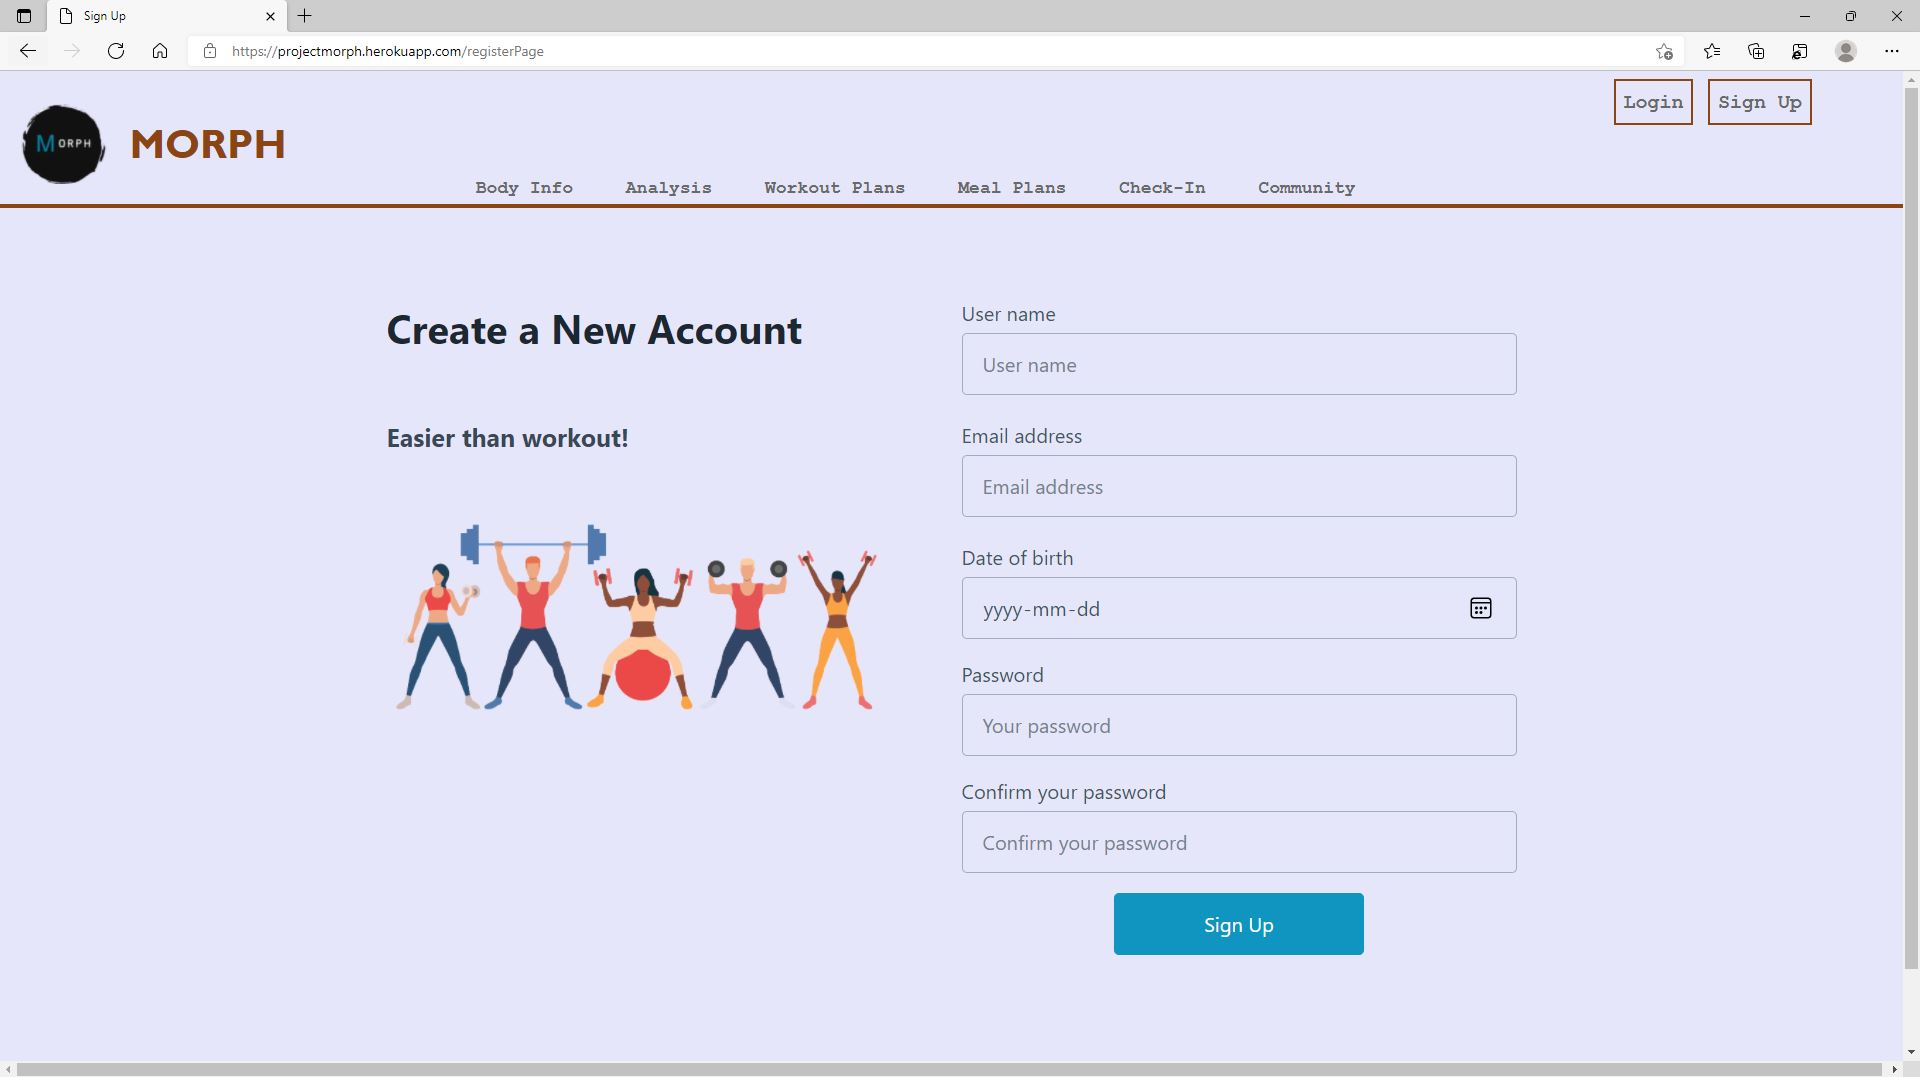 Sign Up
https://projectmorph.herokuapp.com/registerPage
Login Sign Up
MORPH MORPH
Body Info Analysis Workout Plans Meal Plans Check-In Community
Create a New Account
Easier than workout!
User name
User name
Email address
Email address
Date of birth
yyyy-mm-dd
Password
Your password
Confirm your password
Confirm your password
Sign Up